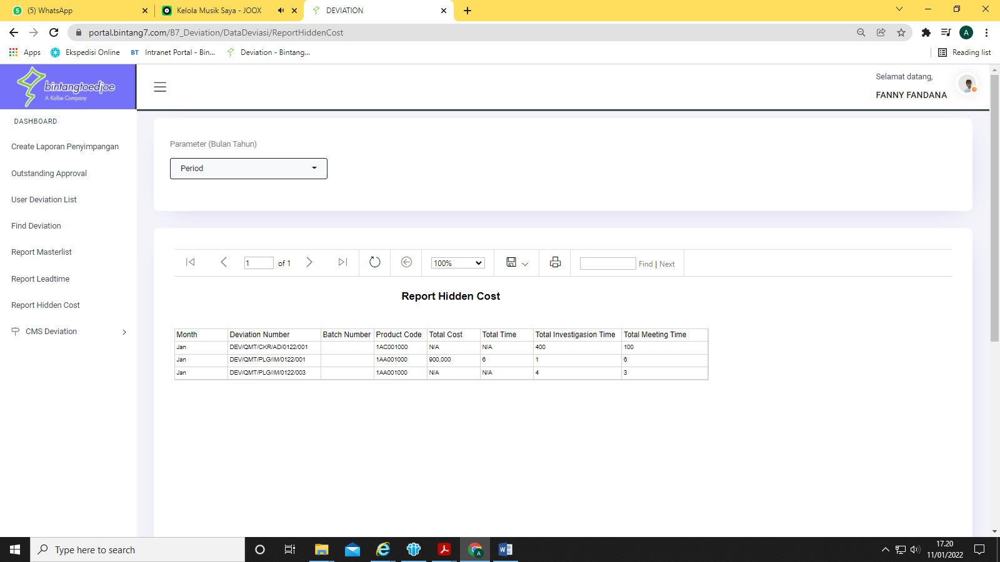 (5) WhatsApp
Kelola Musik Saya - JOOX
DEVIATION
portal.bintang7.com/B7_Deviation/DataDeviasi/ReportHiddenCost
A
Apps
Ekspedisi Online
BT Intranet Portal - Bin...
Deviation - Bintang...
Reading list
bintangtoedjoe
A Kalbe Company
Selamat datang,
FANNY FANDANA
DASHBOARD
Create Laporan Penyimpangan
Outstanding Approval
User Deviation List
Find Deviation
Report Masterlist
Report Leadtime
Report Hidden Cost
CMS Deviation
Parameter (Bulan Tahun)
Period
1 of 1 100% Find | Next
Report Hidden Cost
Month Deviation Number Batch Number Product Code Total Cost Total Time Total Investigasion Time Total Meeting Time
Jan DEV/QMT/CKR/AD/0122/001 1AC001000 N/A N/A 400 100
Jan DEV/QMT/PLG/IM/0122/001 1AA001000 900,000 6 1 6
Jan DEV/QMT/PLG/IM/0122/003 1AA001000 N/A N/A 4 3
Type here to search
17.20
11/01/2022